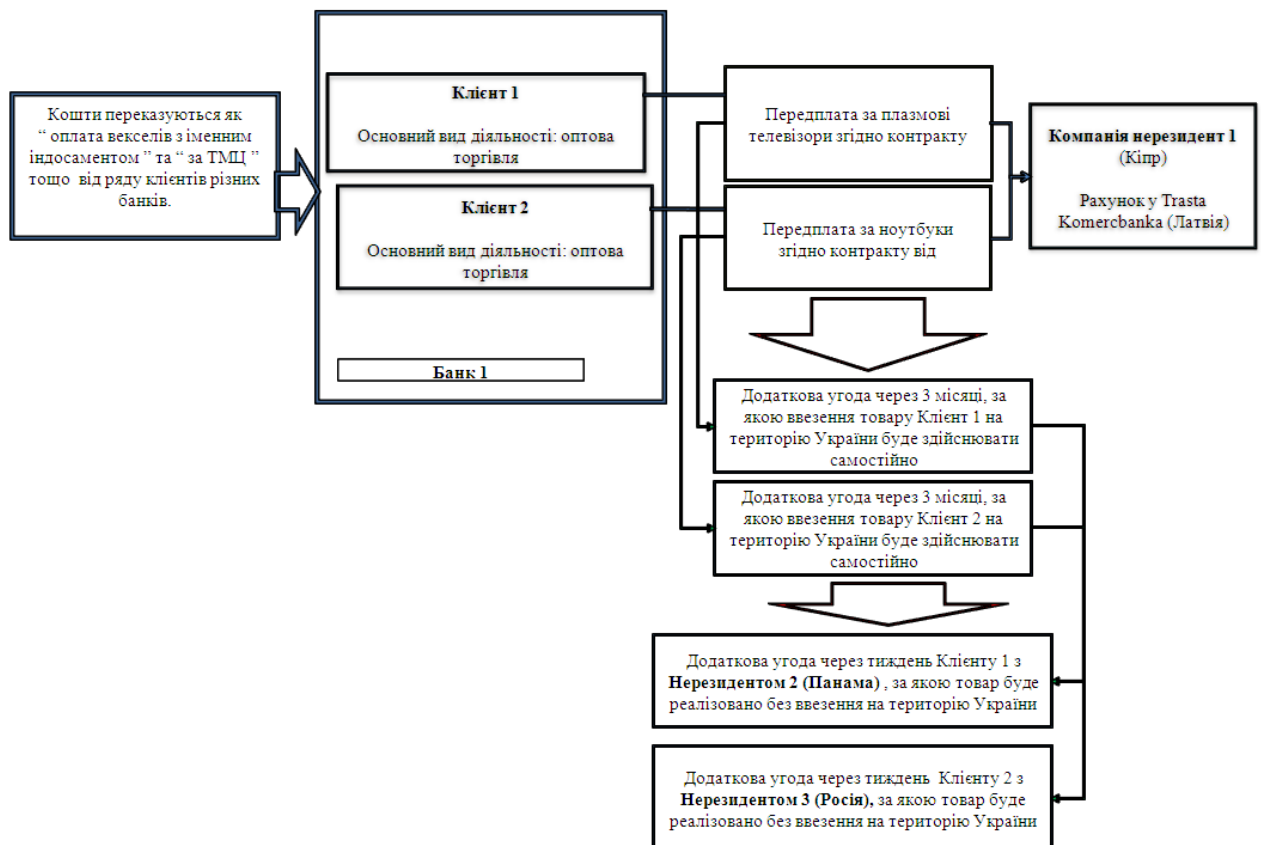 Кошти переказуються як
“ оплата векселів з іменним
індосаментом ” та “ за ТМЦ ”
тощо від ряду клієнтів різних
банків.
Клієнт 1
Основний вид діяльності: оптова
торгівля
Клієнт 2
Основний вид діяльності: оптова
торгівля
Банк 1
Передплата за плазмові
телевізори згідно контракту
Передплата за ноутбуки
згідно контракту від
Компанія нерезидент 1
(Кіпр)
Рахунок у Trasta
Komercbanka (Латвія)
Додаткова угода через 3 місяці, за
якою ввезення товару Клієнт 1 на
територію України буде здійснювати
самостійно
Додаткова угода через 3 місяці, за
якою ввезення товару Клієнт 2 на
територію України буде здійснювати
самостійно
Додаткова угода через тиждень Клієнту 1 з
Нерезидентом 2 (Панама) , за якою товар буде
реалізовано без ввезення на територію України
Додаткова угода через тиждень Клієнту 2 з
Нерезидентом 3 (Росія), за якою товар буде
реалізовано без ввезення на територію України